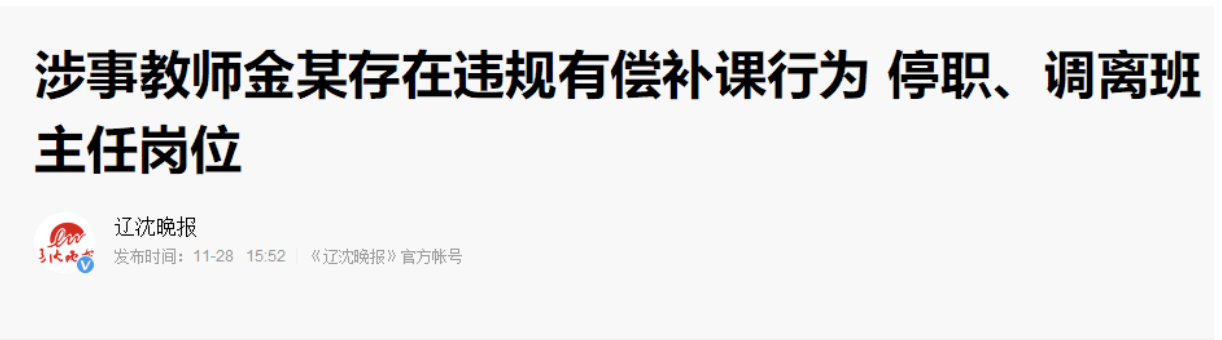 涉事教师金某存在违规有偿补课行为 停职、调离班
主任岗位
辽沈晚报
发布时间：11-28 15:52 《辽沈晚报》官方帐号